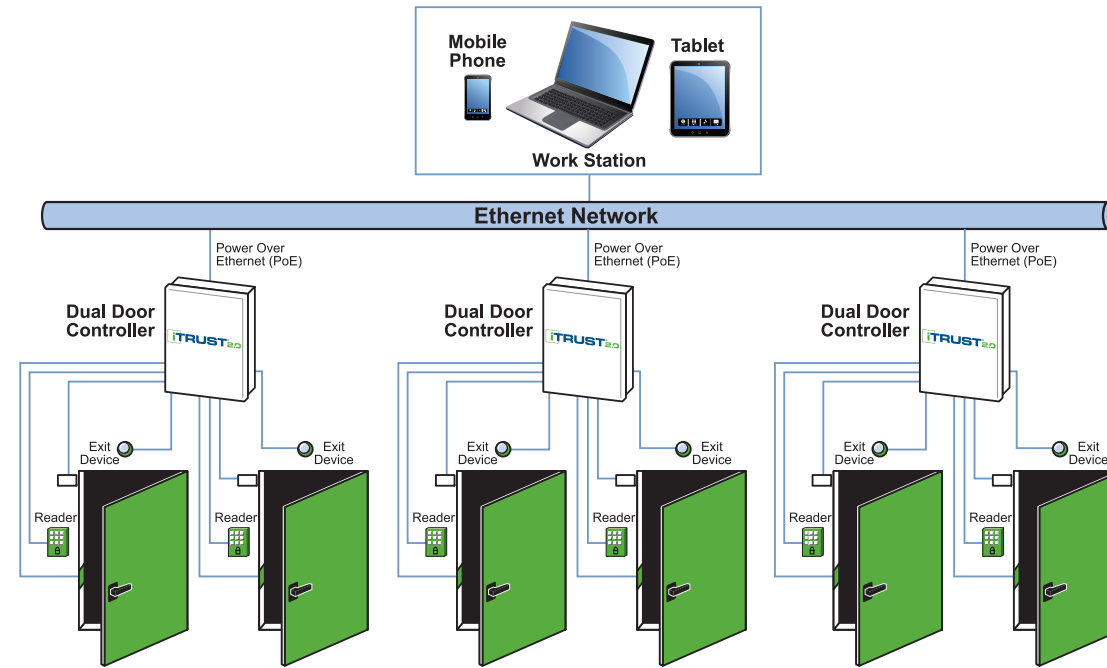 Mobile
Phone
Tablet
Work Station
Ethernet Network
Power Over
Ethernet (PoE)
Power Over
Ethernet (PoE)
Power Over
Ethernet (PoE)
Dual Door
Controller
iTRUST2.0
Dual Door
Controller
iTRUST2.0
Dual Door
Controller
iTRUST2.0
Exit
Device
Exit
Device
Exit
Device
Exit
Device
Exit
Device
Exit
Device
Reader
Reader
Reader
Reader
Reader
Reader